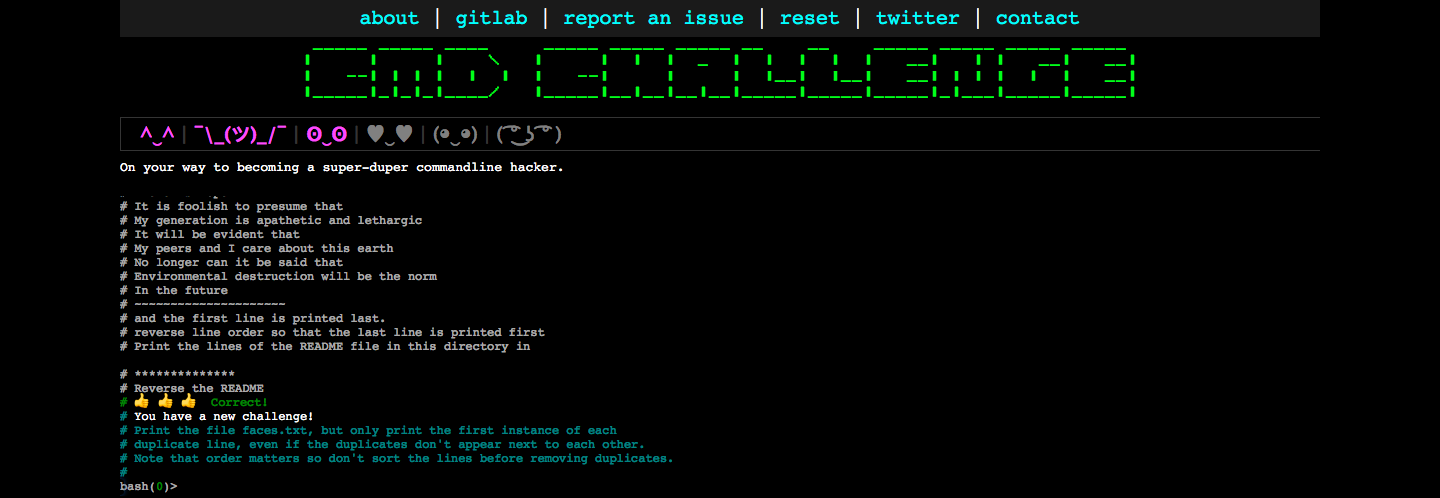 about | gitlab | report an issue | reset | twitter | contact
CMD CHALLENGE
^‿^ | ¯\_(ツ)_/¯ | ʘ‿ʘ | ♥‿♥ | (◕‿◕) | ( ͡° ͜ʖ ͡° )
On your way to becoming a super-duper commandline hacker.
# It is foolish to presume that
# My generation is apathetic and lethargic
# It will be evident that
# My peers and I care about this earth
# No longer can it be said that
# Environmental destruction will be the norm
# In the future
# ~~~~~~~~~~~~~~~~~~~~~
# and the first line is printed last.
# reverse line order so that the last line is printed first
# Print the lines of the README file in this directory in
# **************
# Reverse the README
# 👍 👍 👍 Correct!
# You have a new challenge!
# Print the file faces.txt, but only print the first instance of each
# duplicate line, even if the duplicates don't appear next to each other.
# Note that order matters so don't sort the lines before removing duplicates.
#
bash(0)>